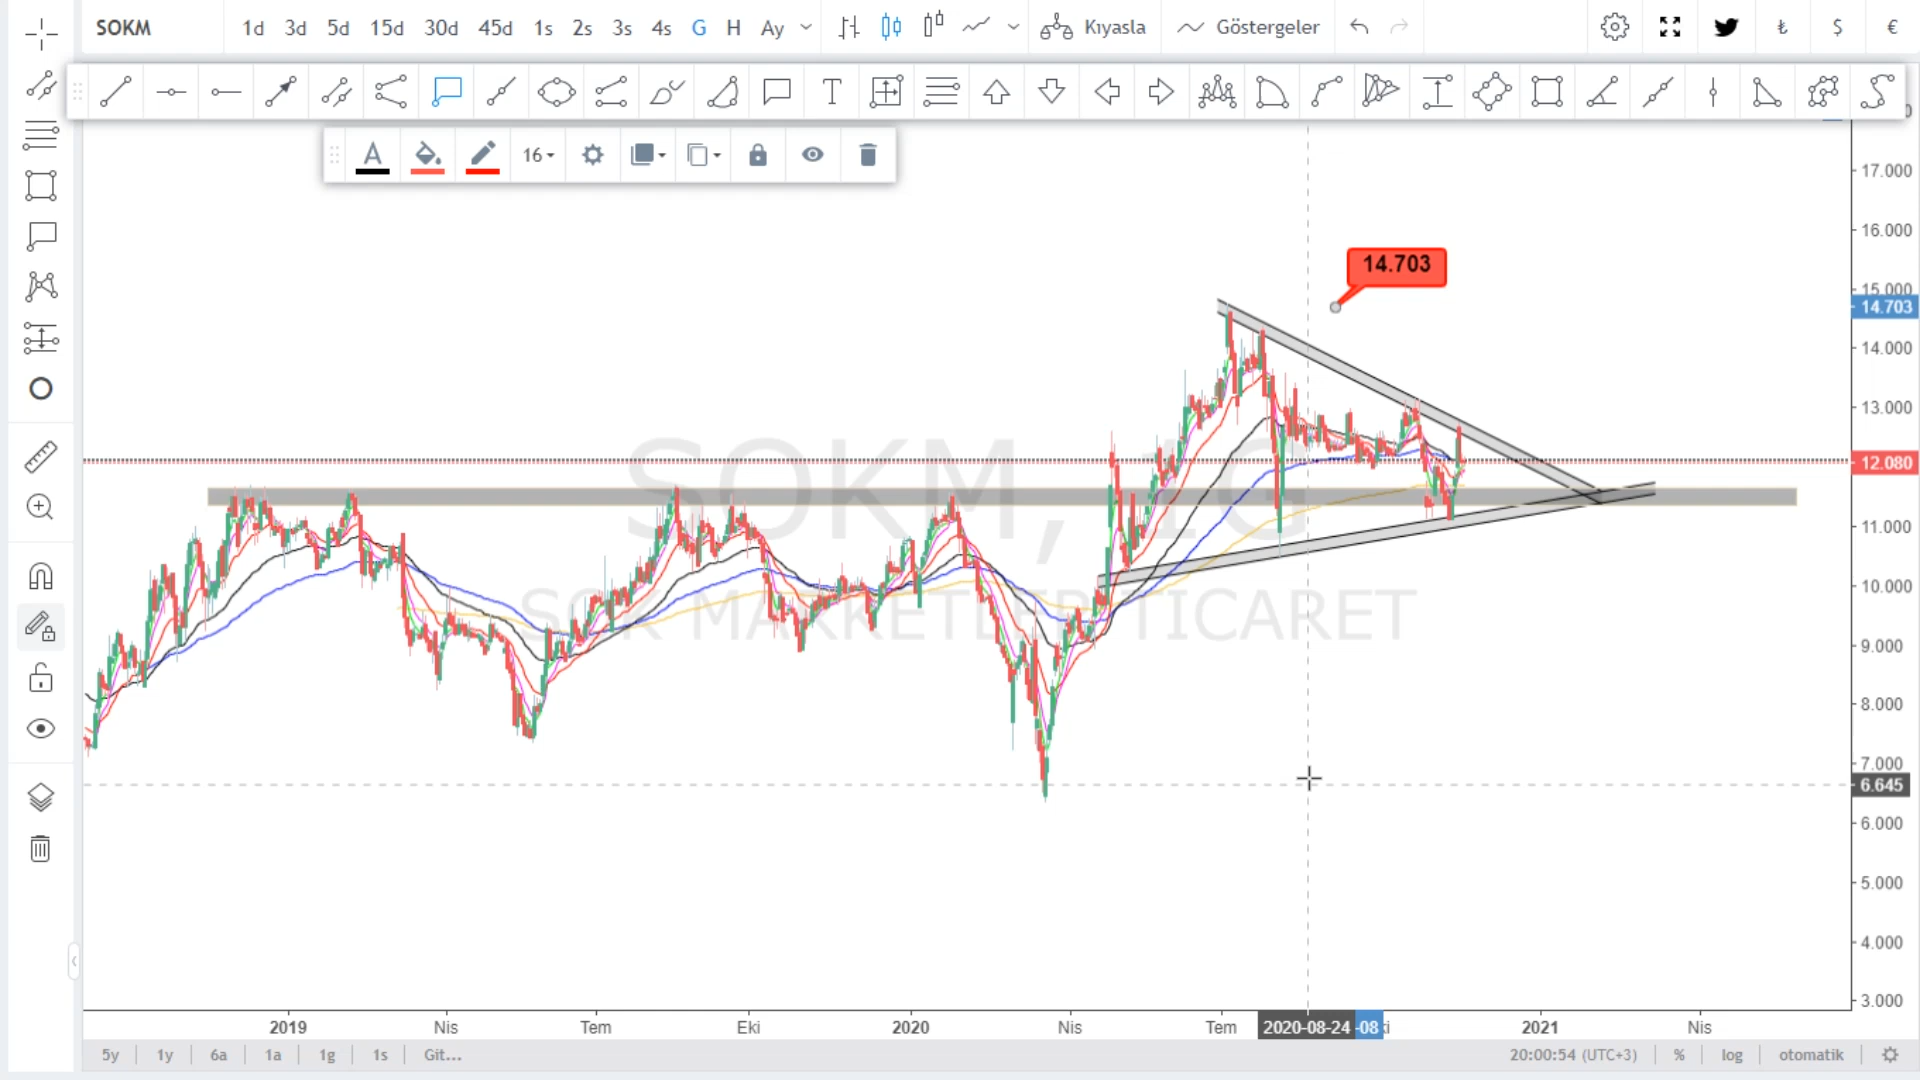 SOKM 1d 3d 5d 15d 30d 45d 1s 2s 3s 4s G H Ay Kıyasla Göstergeler ₺ $ €
T
A 16
17.000
16.000
14.703
15.000
14.703
14.000
13.000
SOKM, 1G
12.080
11.000
10.000
SOK MARKETLER TICARET
9.000
8.000
7.000
6.645
6.000
5.000
4.000
3.000
2019 Nis Tem Eki 2020 Nis Tem 2020-08-24 -08 2021 Nis
5y 1y 6a 1a 1g 1s Git... 20:00:54 (UTC+3) % log otomatik